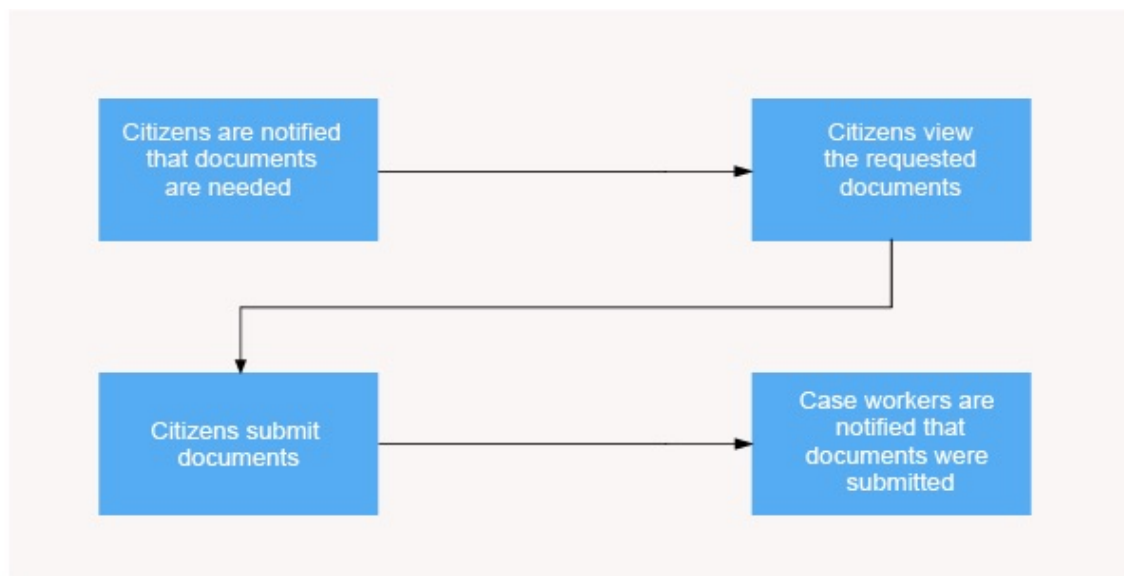 Citizens are notified
that documents
are needed
Citizens view
the requested
documents
Citizens submit
documents
Case workers are
notified that
documents were
submitted